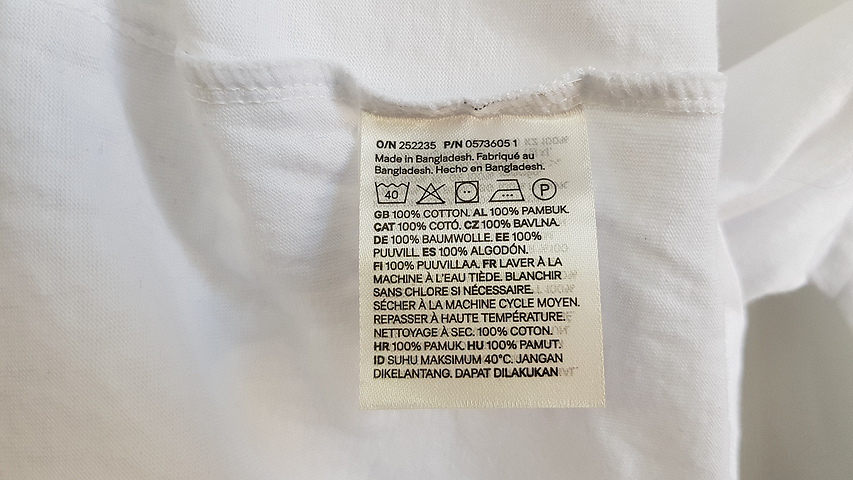 O/N 252235 P/N 0573605 1
Made in Bangladesh. Fabriqué au
Bangladesh. Hecho en Bangladesh.
40 P
GB 100% COTTON. AL 100% PAMBUK.
CAT 100% COTÓ. CZ 100% BAVLNA.
DE 100% BAUMWOLLE. EE 100%
PUUVILL. ES 100% ALGODÓN.
FI 100% PUUVILLAA. FR LAVER À LA
MACHINE À L'EAU TIÈDE. BLANCHIR
SANS CHLORE SI NÉCESSAIRE.
SÉCHER À LA MACHINE CYCLE MOYEN.
REPASSER À HAUTE TEMPÉRATURE.
NETTOYAGE À SEC. 100% COTON.
HR 100% PAMUK. HU 100% PAMUT.
ID SUHU MAKSIMUM 40°C. JANGAN
DIKELANTANG. DAPAT DILAKUKAN